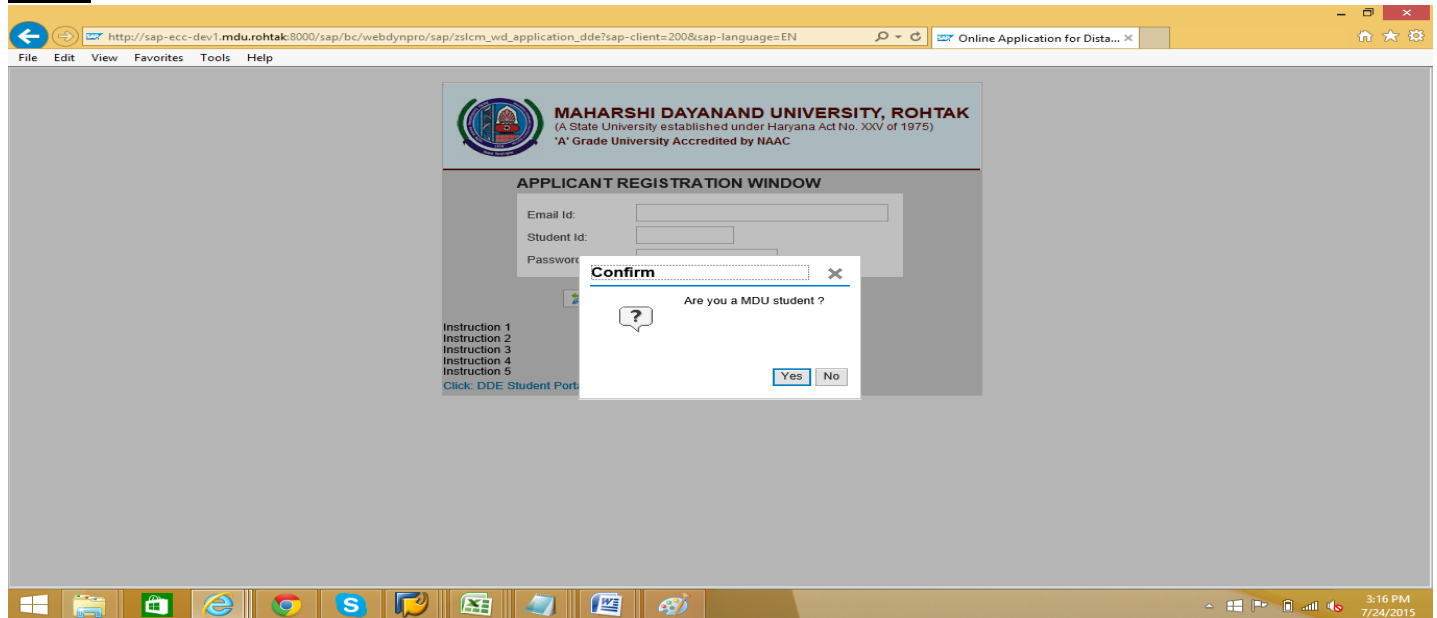 http://sap-ecc-dev1.mdu.rohtak:8000/sap/bc/webdynpro/sap/zslcm_wd_application_dde?sap-client=200&sap-language=EN
Online Application for Dista...
File Edit View Favorites Tools Help
MAHARSHI DAYANAND UNIVERSITY, ROHTAK
(A State University established under Haryana Act No. XXV of 1975)
'A' Grade University Accredited by NAAC
APPLICANT REGISTRATION WINDOW
Email Id:
Student Id:
Passwor
Confirm
Are you a MDU student ?
Yes No
Instruction 1
Instruction 2
Instruction 3
Instruction 4
Instruction 5
Click: DDE Student Port
3:16 PM
7/24/2015